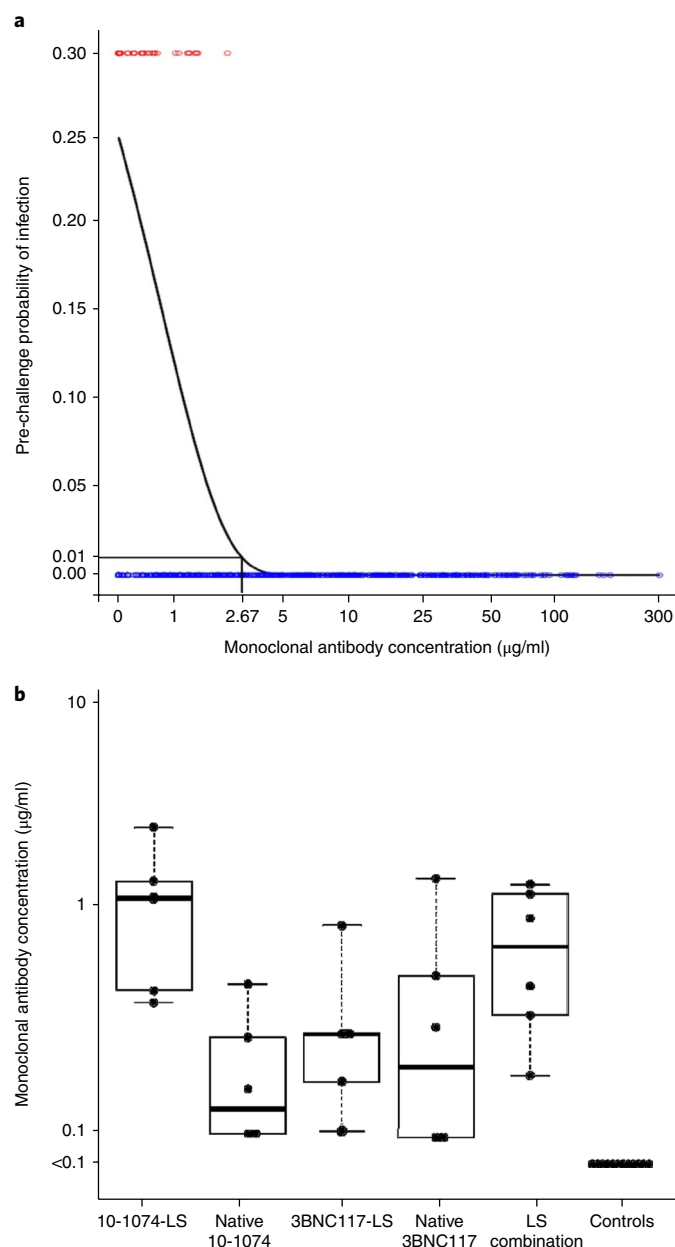 a
0.30
0.25
0.20
0.15
0.10
0.05
0.01
0.00
Pre-challenge probability of infection
0 1 2.67 5 10 25 50 100 300
Monoclonal antibody concentration (μg/ml)
b
10
1
0.1
<0.1
Monoclonal antibody concentration (μg/ml)
10-1074-LS Native 3BNC117-LS Native LS Controls
10-1074 3BNC117 combination